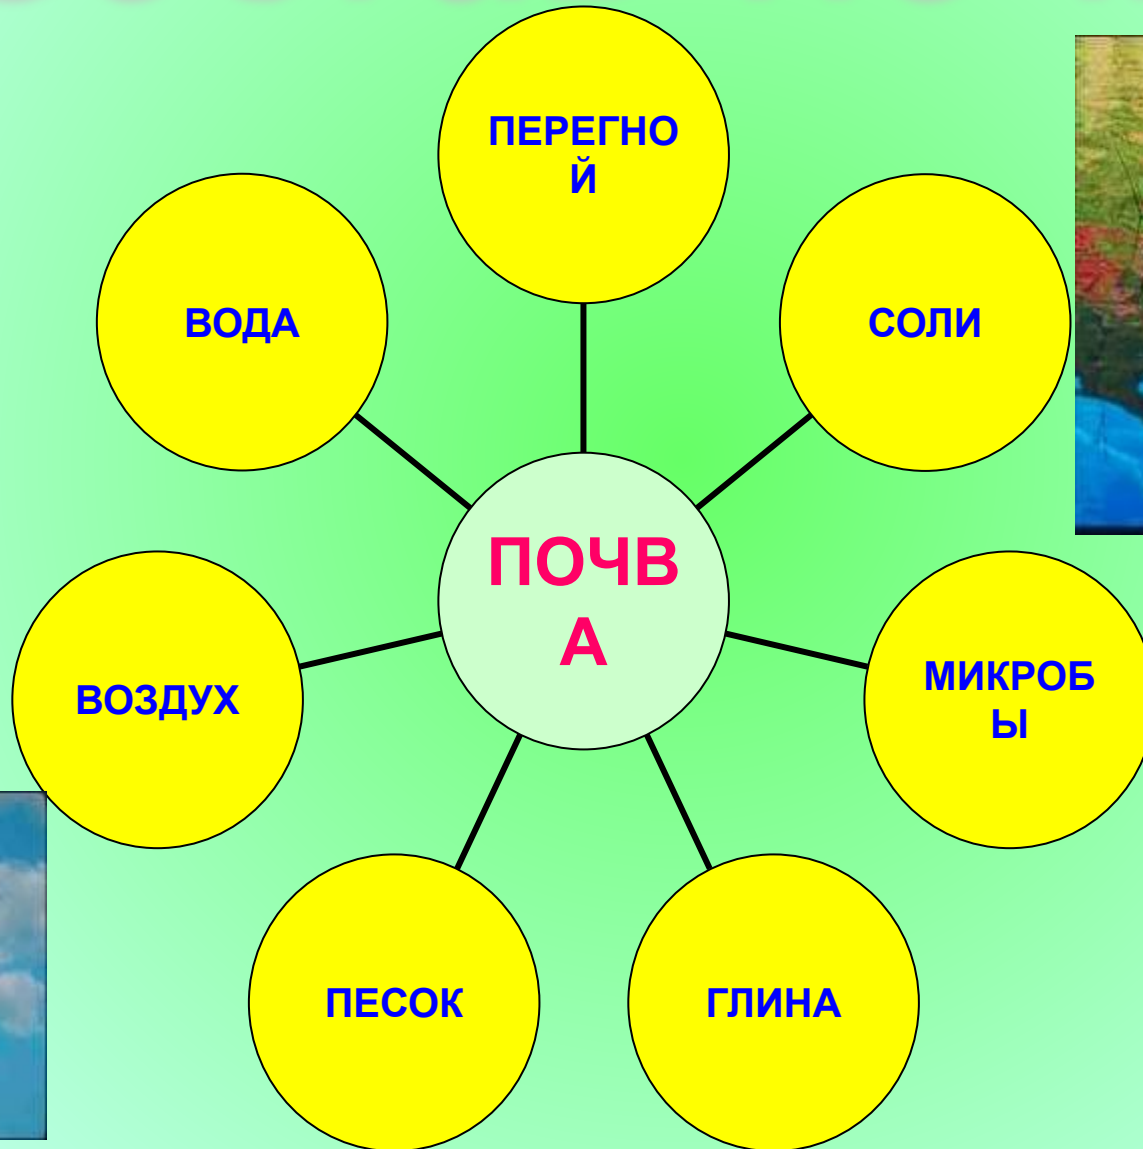 ПЕРЕГНО
Й
ВОДА
СОЛИ
ПОЧВ
А
ВОЗДУХ
МИКРОБ
Ы
ПЕСОК
ГЛИНА